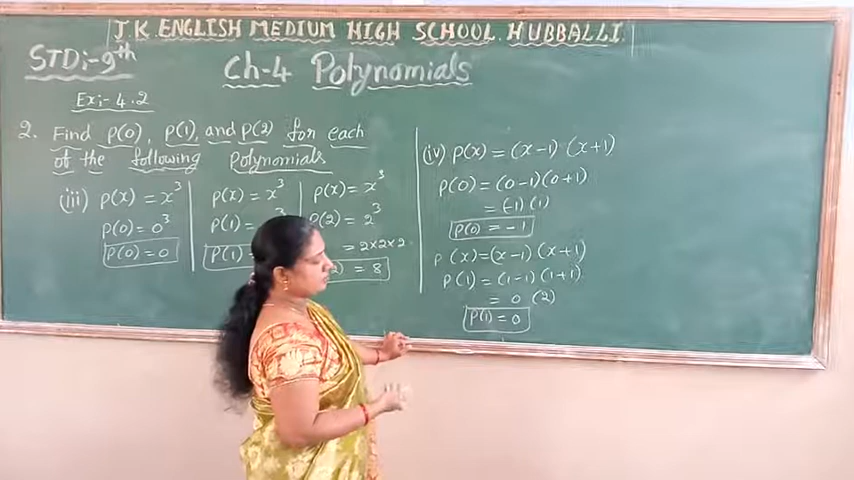 J.K ENGLISH MEDIUM HIGH SCHOOL. HUBBALLI.
STD:-9th
Ch-4 Polynomials
Ex:- 4.2
2. Find p(0), p(1), and p(2) for each
of the following Polynomials
(iii) p(x) = x³
p(0) = 0³
p(0) = 0
p(x) = x³
p(1) =
p(1)
p(x) = x³
p(2) = 2³
= 2×2×2
= 8
(iv) p(x) = (x-1) (x+1)
p(0) = (0-1)(0+1)
= (-1) (1)
p(0) = -1
p(x) = (x-1) (x+1)
p(1) = (1-1) (1+1)
= 0 (2)
p(1) = 0